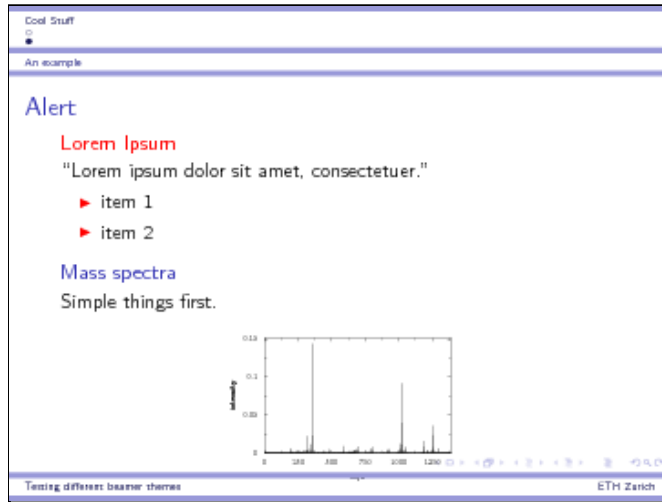 Cool Stuff
An example
Alert
Lorem Ipsum
“Lorem ipsum dolor sit amet, consectetuer.”
item 1
item 2
Mass spectra
Simple things first.
0.15
0.1
0.05
0
intensity
0 250 500 750 1000 1250
Testing different beamer themes ETH Zurich